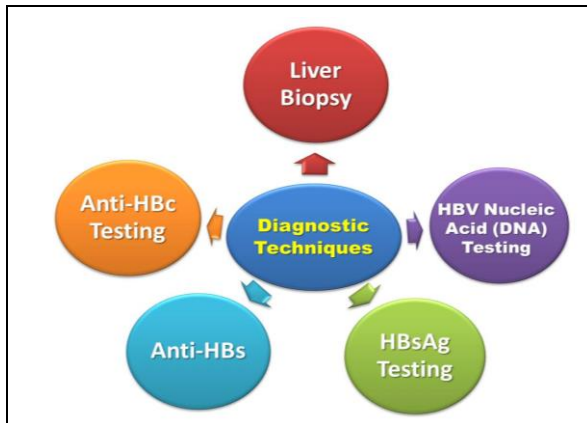 Liver
Biopsy
Anti-HBc
Testing
Diagnostic
Techniques
HBV Nucleic
Acid (DNA)
Testing
Anti-HBs
HBsAg
Testing